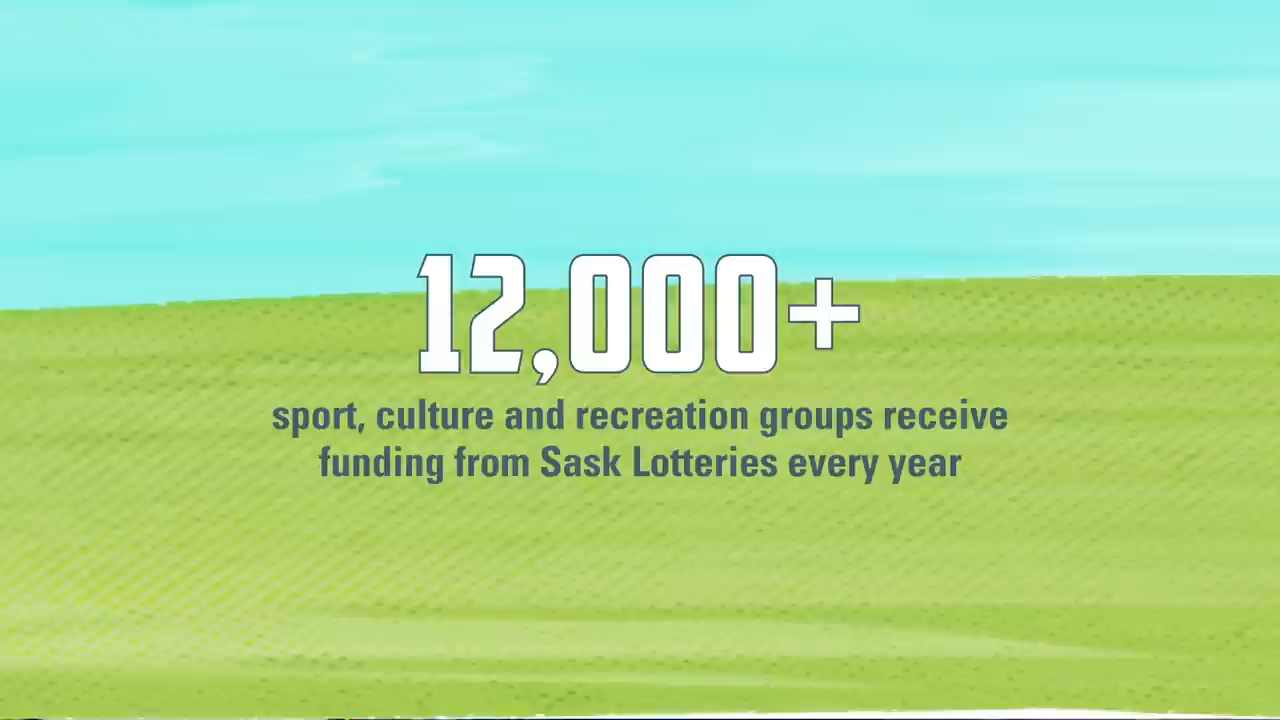 12,000+
sport, culture and recreation groups receive
funding from Sask Lotteries every year